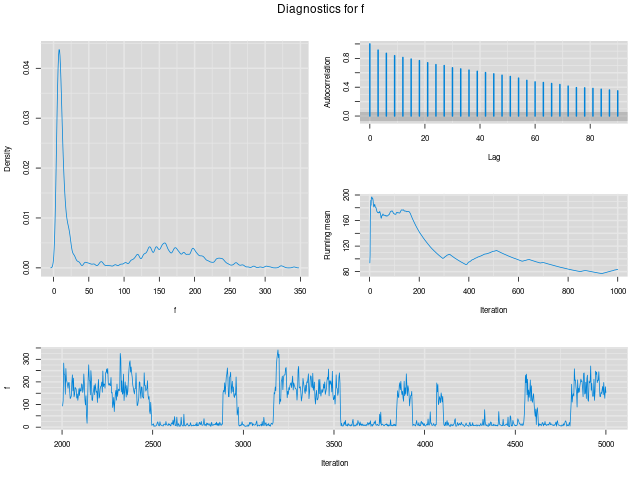 Diagnostics for f
Density
0.00 0.01 0.02 0.03 0.04
0 50 100 150 200 250 300 350
f
Autocorrelation
0.0 0.4 0.8
0 20 40 60 80
Lag
Running mean
80 120 160 200
0 200 400 600 800 1000
Iteration
f
0 100 200 300
2000 2500 3000 3500 4000 4500 5000
Iteration